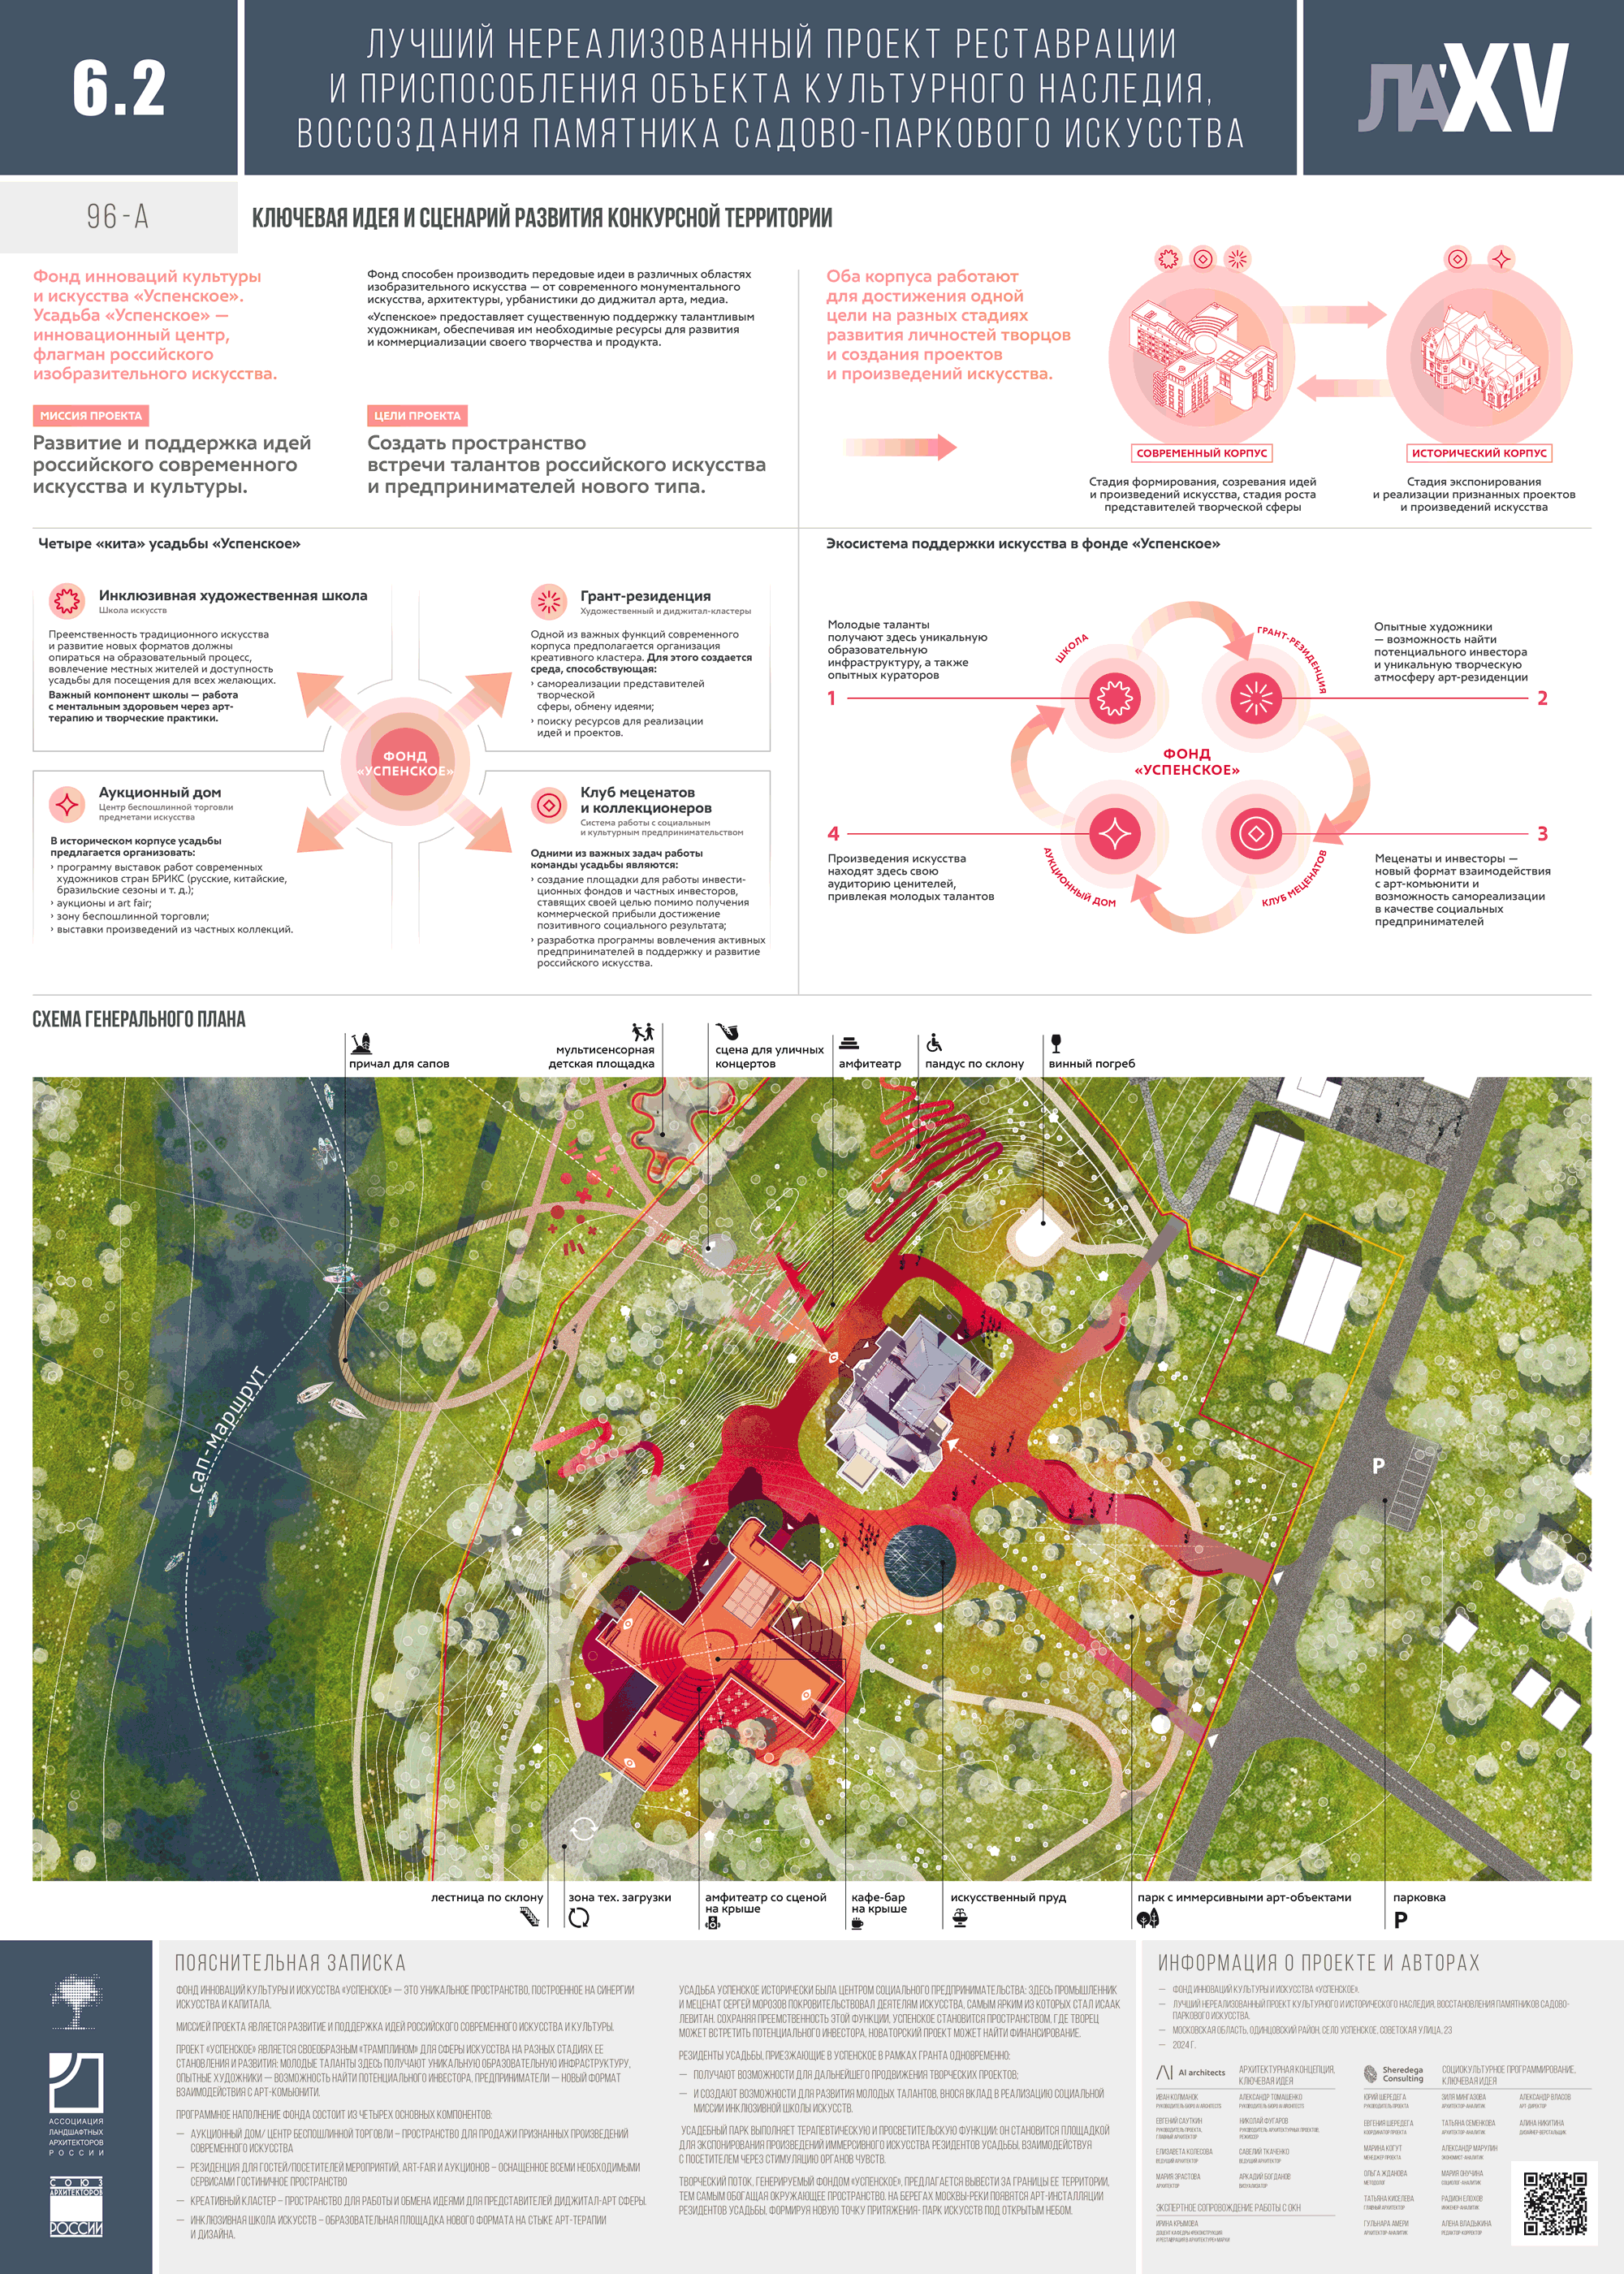 6.2
ЛУЧШИЙ НЕРЕАЛИЗОВАННЫЙ ПРОЕКТ РЕСТАВРАЦИИ
И ПРИСПОСОБЛЕНИЯ ОБЪЕКТА КУЛЬТУРНОГО НАСЛЕДИЯ,
ВОССОЗДАНИЯ ПАМЯТНИКА САДОВО-ПАРКОВОГО ИСКУССТВА
ЛА'XV
96-А
КЛЮЧЕВАЯ ИДЕЯ И СЦЕНАРИЙ РАЗВИТИЯ КОНКУРСНОЙ ТЕРРИТОРИИ
Фонд инноваций культуры
и искусства «Успенское».
Усадьба «Успенское» —
инновационный центр,
флагман российского
изобразительного искусства.
МИССИЯ ПРОЕКТА
Развитие и поддержка идей
российского современного
искусства и культуры.
Фонд способен производить передовые идеи в различных областях
изобразительного искусства — от современного монументального
искусства, архитектуры, урбанистики до диджитал арта, медиа.
«Успенское» предоставляет существенную поддержку талантливым
художникам, обеспечивая им необходимые ресурсы для развития
и коммерциализации своего творчества и продукта.
ЦЕЛИ ПРОЕКТА
Создать пространство
встречи талантов российского искусства
и предпринимателей нового типа.
Оба корпуса работают
для достижения одной
цели на разных стадиях
развития личностей творцов
и создания проектов
и произведений искусства.
СОВРЕМЕННЫЙ КОРПУС
Стадия формирования, созревания идей
и произведений искусства, стадия роста
представителей творческой сферы
ИСТОРИЧЕСКИЙ КОРПУС
Стадия экспонирования
и реализации признанных проектов
и произведений искусства
Четыре «кита» усадьбы «Успенское»
Инклюзивная художественная школа
Школа искусств
Преемственность традиционного искусства
и развитие новых форматов должны
опираться на образовательный процесс,
вовлечение местных жителей и доступность
усадьбы для посещения для всех желающих.
Важный компонент школы — работа
с ментальным здоровьем через арт-
терапию и творческие практики.
Грант-резиденция
Художественный и диджитал-кластеры
Одной из важных функций современного
корпуса предполагается организация
креативного кластера. Для этого создается
среда, способствующая:
› самореализации представителей
творческой
сферы, обмену идеями;
› поиску ресурсов для реализации
идей и проектов.
ФОНД
«УСПЕНСКОЕ»
Аукционный дом
Центр беспошлинной торговли
предметами искусства
В историческом корпусе усадьбы
предлагается организовать:
› программу выставок работ современных
художников стран БРИКС (русские, китайские,
бразильские сезоны и т. д.);
› аукционы и art fair;
› зону беспошлинной торговли;
› выставки произведений из частных коллекций.
Клуб меценатов
и коллекционеров
Система работы с социальным
и культурным предпринимательством
Одними из важных задач работы
команды усадьбы являются:
› создание площадки для работы инвести-
ционных фондов и частных инвесторов,
ставящих своей целью помимо получения
коммерческой прибыли достижение
позитивного социального результата;
› разработка программы вовлечения активных
предпринимателей в поддержку и развитие
российского искусства.
Экосистема поддержки искусства в фонде «Успенское»
Молодые таланты
получают здесь уникальную
образовательную
инфраструктуру, а также
опытных кураторов
1
ШКОЛА
ГРАНТ-РЕЗИДЕНЦИЯ
Опытные художники
— возможность найти
потенциального инвестора
и уникальную творческую
атмосферу арт-резиденции
2
ФОНД
«УСПЕНСКОЕ»
4
Произведения искусства
находят здесь свою
аудиторию ценителей,
привлекая молодых талантов
АУКЦИОННЫЙ ДОМ
КЛУБ МЕЦЕНАТОВ
3
Меценаты и инвесторы —
новый формат взаимодействия
с арт-комьюнити и
возможность самореализации
в качестве социальных
предпринимателей
СХЕМА ГЕНЕРАЛЬНОГО ПЛАНА
причал для сапов
мультисенсорная
детская площадка
сцена для уличных
концертов
амфитеатр
пандус по склону
винный погреб
сап-маршрут
P
лестница по склону
зона тех. загрузки
амфитеатр со сценой
на крыше
кафе-бар
на крыше
искусственный пруд
парк с иммерсивными арт-объектами
парковка
P
АССОЦИАЦИЯ
ЛАНДШАФТНЫХ
АРХИТЕКТОРОВ
РОССИИ
СОЮЗ
АРХИТЕКТОРОВ
РОССИИ
ПОЯСНИТЕЛЬНАЯ ЗАПИСКА
ФОНД ИННОВАЦИЙ КУЛЬТУРЫ И ИСКУССТВА «УСПЕНСКОЕ» — ЭТО УНИКАЛЬНОЕ ПРОСТРАНСТВО, ПОСТРОЕННОЕ НА СИНЕРГИИ
ИСКУССТВА И КАПИТАЛА.
МИССИЕЙ ПРОЕКТА ЯВЛЯЕТСЯ РАЗВИТИЕ И ПОДДЕРЖКА ИДЕЙ РОССИЙСКОГО СОВРЕМЕННОГО ИСКУССТВА И КУЛЬТУРЫ.
ПРОЕКТ «УСПЕНСКОЕ» ЯВЛЯЕТСЯ СВОЕОБРАЗНЫМ «ТРАМПЛИНОМ» ДЛЯ СФЕРЫ ИСКУССТВА НА РАЗНЫХ СТАДИЯХ ЕЕ
СТАНОВЛЕНИЯ И РАЗВИТИЯ: МОЛОДЫЕ ТАЛАНТЫ ЗДЕСЬ ПОЛУЧАЮТ УНИКАЛЬНУЮ ОБРАЗОВАТЕЛЬНУЮ ИНФРАСТРУКТУРУ,
ОПЫТНЫЕ ХУДОЖНИКИ — ВОЗМОЖНОСТЬ НАЙТИ ПОТЕНЦИАЛЬНОГО ИНВЕСТОРА, ПРЕДПРИНИМАТЕЛИ — НОВЫЙ ФОРМАТ
ВЗАИМОДЕЙСТВИЯ С АРТ-КОМЬЮНИТИ.
ПРОГРАММНОЕ НАПОЛНЕНИЕ ФОНДА СОСТОИТ ИЗ ЧЕТЫРЕХ ОСНОВНЫХ КОМПОНЕНТОВ:
— АУКЦИОННЫЙ ДОМ/ ЦЕНТР БЕСПОШЛИННОЙ ТОРГОВЛИ – ПРОСТРАНСТВО ДЛЯ ПРОДАЖИ ПРИЗНАННЫХ ПРОИЗВЕДЕНИЙ
СОВРЕМЕННОГО ИСКУССТВА
— РЕЗИДЕНЦИЯ ДЛЯ ГОСТЕЙ/ПОСЕТИТЕЛЕЙ МЕРОПРИЯТИЙ, ART-FAIR И АУКЦИОНОВ – ОСНАЩЕННОЕ ВСЕМИ НЕОБХОДИМЫМИ
СЕРВИСАМИ ГОСТИНИЧНОЕ ПРОСТРАНСТВО
— КРЕАТИВНЫЙ КЛАСТЕР – ПРОСТРАНСТВО ДЛЯ РАБОТЫ И ОБМЕНА ИДЕЯМИ ДЛЯ ПРЕДСТАВИТЕЛЕЙ ДИДЖИТАЛ-АРТ СФЕРЫ.
— ИНКЛЮЗИВНАЯ ШКОЛА ИСКУССТВ – ОБРАЗОВАТЕЛЬНАЯ ПЛОЩАДКА НОВОГО ФОРМАТА НА СТЫКЕ АРТ-ТЕРАПИИ
И ДИЗАЙНА.
УСАДЬБА УСПЕНСКОЕ ИСТОРИЧЕСКИ БЫЛА ЦЕНТРОМ СОЦИАЛЬНОГО ПРЕДПРИНИМАТЕЛЬСТВА: ЗДЕСЬ ПРОМЫШЛЕННИК
И МЕЦЕНАТ СЕРГЕЙ МОРОЗОВ ПОКРОВИТЕЛЬСТВОВАЛ ДЕЯТЕЛЯМ ИСКУССТВА, САМЫМ ЯРКИМ ИЗ КОТОРЫХ СТАЛ ИСААК
ЛЕВИТАН. СОХРАНЯЯ ПРЕЕМСТВЕННОСТЬ ЭТОЙ ФУНКЦИИ, УСПЕНСКОЕ СТАНОВИТСЯ ПРОСТРАНСТВОМ, ГДЕ ТВОРЕЦ
МОЖЕТ ВСТРЕТИТЬ ПОТЕНЦИАЛЬНОГО ИНВЕСТОРА, НОВАТОРСКИЙ ПРОЕКТ МОЖЕТ НАЙТИ ФИНАНСИРОВАНИЕ.
РЕЗИДЕНТЫ УСАДЬБЫ, ПРИЕЗЖАЮЩИЕ В УСПЕНСКОЕ В РАМКАХ ГРАНТА ОДНОВРЕМЕННО:
— ПОЛУЧАЮТ ВОЗМОЖНОСТИ ДЛЯ ДАЛЬНЕЙШЕГО ПРОДВИЖЕНИЯ ТВОРЧЕСКИХ ПРОЕКТОВ;
— И СОЗДАЮТ ВОЗМОЖНОСТИ ДЛЯ РАЗВИТИЯ МОЛОДЫХ ТАЛАНТОВ, ВНОСЯ ВКЛАД В РЕАЛИЗАЦИЮ СОЦИАЛЬНОЙ
МИССИИ ИНКЛЮЗИВНОЙ ШКОЛЫ ИСКУССТВ.
УСАДЕБНЫЙ ПАРК ВЫПОЛНЯЕТ ТЕРАПЕВТИЧЕСКУЮ И ПРОСВЕТИТЕЛЬСКУЮ ФУНКЦИИ: ОН СТАНОВИТСЯ ПЛОЩАДКОЙ
ДЛЯ ЭКСПОНИРОВАНИЯ ПРОИЗВЕДЕНИЙ ИММЕРСИВНОГО ИСКУССТВА РЕЗИДЕНТОВ УСАДЬБЫ, ВЗАИМОДЕЙСТВУЯ
С ПОСЕТИТЕЛЕМ ЧЕРЕЗ СТИМУЛЯЦИЮ ОРГАНОВ ЧУВСТВ.
ТВОРЧЕСКИЙ ПОТОК, ГЕНЕРИРУЕМЫЙ ФОНДОМ «УСПЕНСКОЕ», ПРЕДЛАГАЕТСЯ ВЫВЕСТИ ЗА ГРАНИЦЫ ЕЕ ТЕРРИТОРИИ,
ТЕМ САМЫМ ОБОГАЩАЯ ОКРУЖАЮЩЕЕ ПРОСТРАНСТВО. НА БЕРЕГАХ МОСКВЫ-РЕКИ ПОЯВЯТСЯ АРТ-ИНСТАЛЛЯЦИИ
РЕЗИДЕНТОВ УСАДЬБЫ, ФОРМИРУЯ НОВУЮ ТОЧКУ ПРИТЯЖЕНИЯ- ПАРК ИСКУССТВ ПОД ОТКРЫТЫМ НЕБОМ.
ИНФОРМАЦИЯ О ПРОЕКТЕ И АВТОРАХ
— ФОНД ИННОВАЦИЙ КУЛЬТУРЫ И ИСКУССТВА «УСПЕНСКОЕ».
— ЛУЧШИЙ НЕРЕАЛИЗОВАННЫЙ ПРОЕКТ КУЛЬТУРНОГО И ИСТОРИЧЕСКОГО НАСЛЕДИЯ, ВОССТАНОВЛЕНИЯ ПАМЯТНИКОВ САДОВО-
ПАРКОВОГО ИСКУССТВА.
— МОСКОВСКАЯ ОБЛАСТЬ, ОДИНЦОВСКИЙ РАЙОН, СЕЛО УСПЕНСКОЕ, СОВЕТСКАЯ УЛИЦА, 23
— 2024 Г.
AI architects
АРХИТЕКТУРНАЯ КОНЦЕПЦИЯ,
КЛЮЧЕВАЯ ИДЕЯ
ИВАН КОЛМАНОК
АЛЕКСАНДР ТОМАШЕНКО
ЕВГЕНИЙ САУТКИН
НИКОЛАЙ ФУГАРОВ
ЕЛИЗАВЕТА КОЛЕСОВА
САВЕЛИЙ ТКАЧЕНКО
МАРИЯ ЭРАСТОВА
АРКАДИЙ БОГДАНОВ
ЭКСПЕРТНОЕ СОПРОВОЖДЕНИЕ РАБОТЫ С ОКН
ИРИНА КРЫМОВА
Sheredega
Consulting
СОЦИОКУЛЬТУРНОЕ ПРОГРАММИРОВАНИЕ,
КЛЮЧЕВАЯ ИДЕЯ
ЮРИЙ ШЕРЕДЕГА
ЗИЛЯ МИНГАЗОВА
АЛЕКСАНДР ВЛАСОВ
ЕВГЕНИЯ ШЕРЕДЕГА
ТАТЬЯНА СЕМЕНКОВА
АЛИНА НИКИТИНА
МАРИНА КОГУТ
АЛЕКСАНДР МАРУЛИН
ОЛЬГА ЖДАНОВА
МАРИЯ ОНУЧИНА
ТАТЬЯНА КИСЕЛЕВА
РАДИОН ЕЛОХОВ
ГУЛЬНАРА АМЕРИ
АЛЕНА ВЛАДЫКИНА